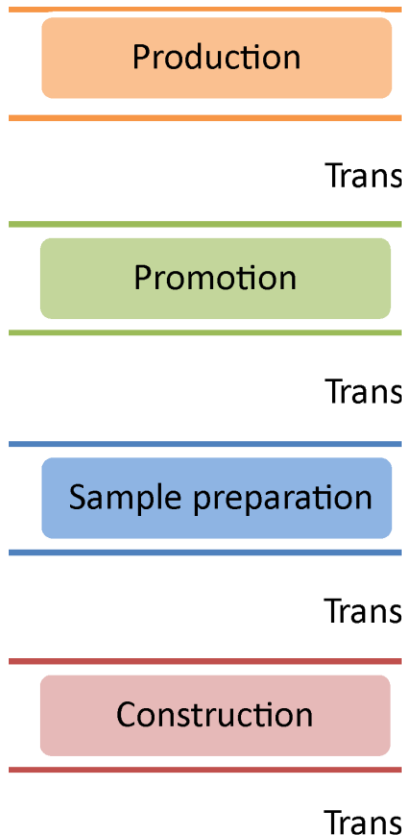 Production
Trans
Promotion
Trans
Sample preparation
Trans
Construction
Trans